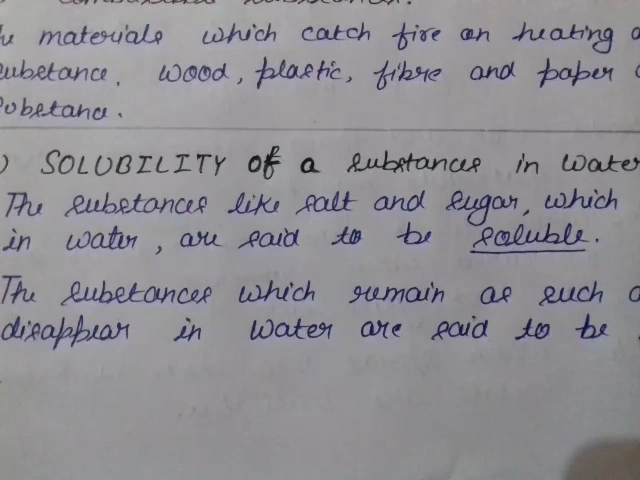 materials which catch fire on heating
substance. wood, plastic, fibre and paper
substance.
) SOLUBILITY of a substances in water
The substances like salt and sugar, which
in water, are said to be soluble.
The substances which remain as such
disappear in water are said to be